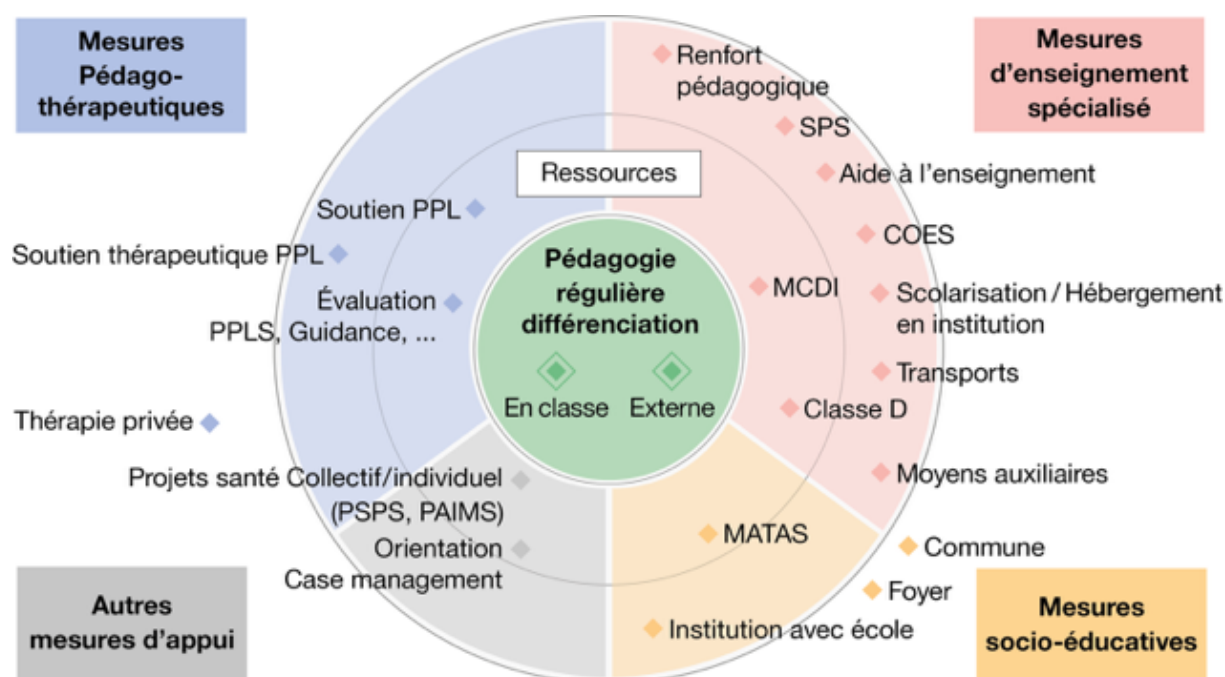 Mesures
Pédago-
thérapeutiques
Mesures
d'enseignement
spécialisé
Renfort
pédagogique
SPS
Ressources
Aide à l'enseignement
Soutien PPL
COES
Soutien thérapeutique PPL
Pédagogie
régulière
différenciation
En classe
Externe
MCDI
Scolarisation / Hébergement
en institution
Évaluation
PPLS, Guidance, ...
Transports
Classe D
Thérapie privée
Moyens auxiliaires
Projets santé Collectif/individuel
(PSPS, PAIMS)
Orientation
Case management
MATAS
Commune
Foyer
Institution avec école
Autres
mesures d'appui
Mesures
socio-éducatives